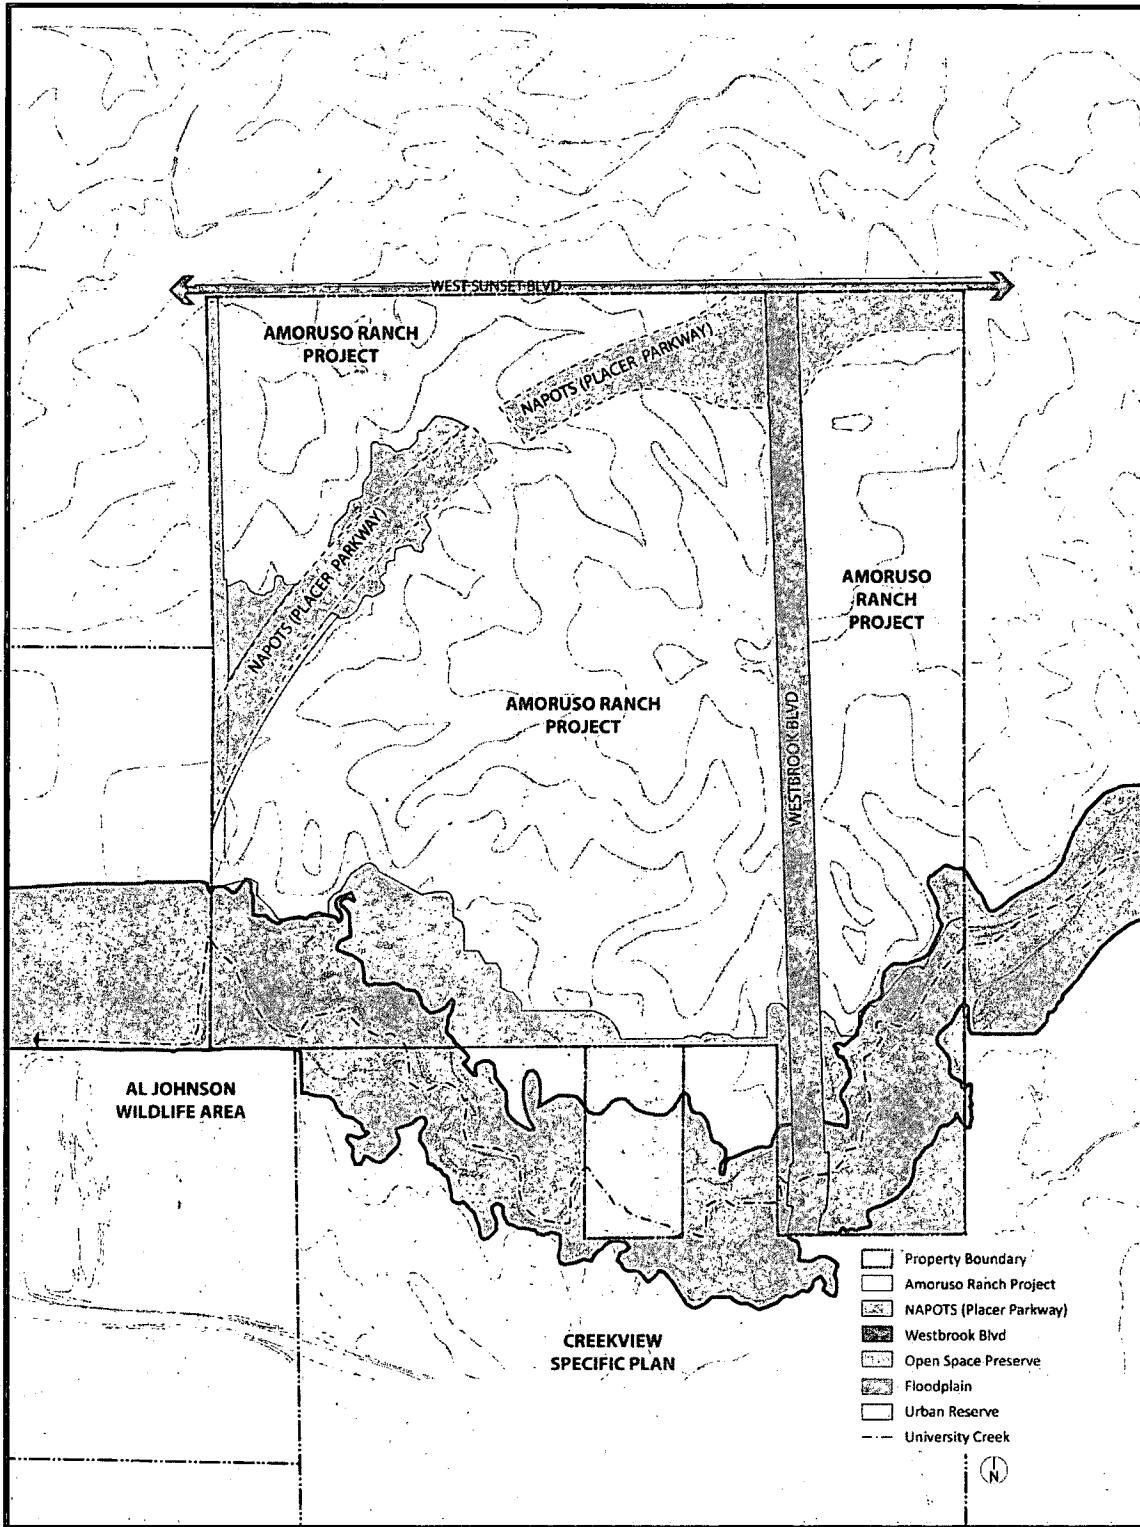 WEST SUNSET BLVD
AMORUSO RANCH
PROJECT
NAPOTS (PLACER PARKWAY)
NAPOTS (PLACER PARKWAY)
AMORUSO
RANCH
PROJECT
AMORUSO RANCH
PROJECT
WESTBROOK BLVD
AL JOHNSON
WILDLIFE AREA
CREEKVIEW
SPECIFIC PLAN
Property Boundary
Amoruso Ranch Project
NAPOTS (Placer Parkway)
Westbrook Blvd
Open Space Preserve
Floodplain
Urban Reserve
University Creek
N